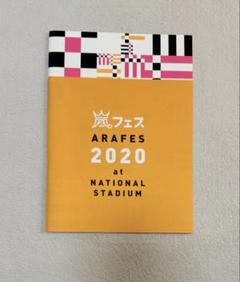 嵐フェス
ARAFES
2020
at
NATIONAL
STADIUM